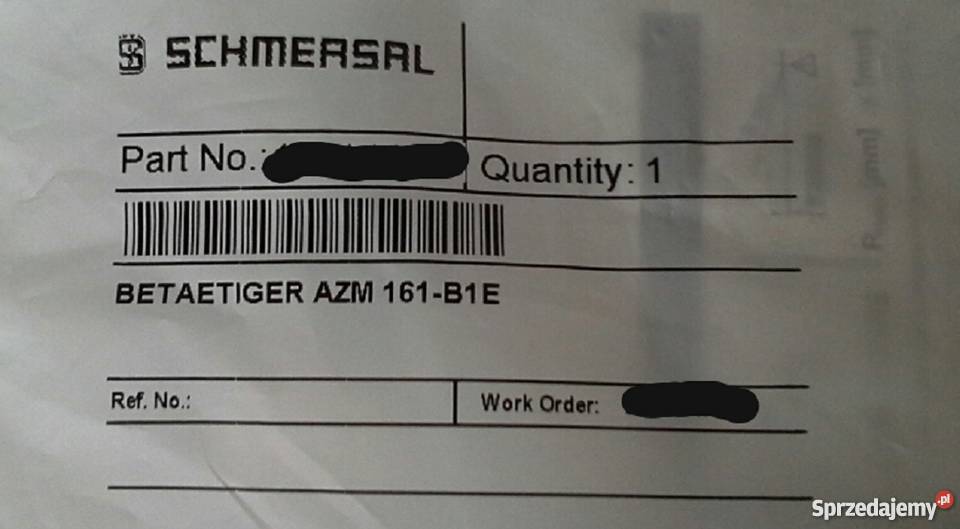 SCHMERSAL
Part No.:
Quantity: 1
BETAETIGER AZM 161-B1E
Ref. No.:
Work Order:
Sprzedajemy.pl